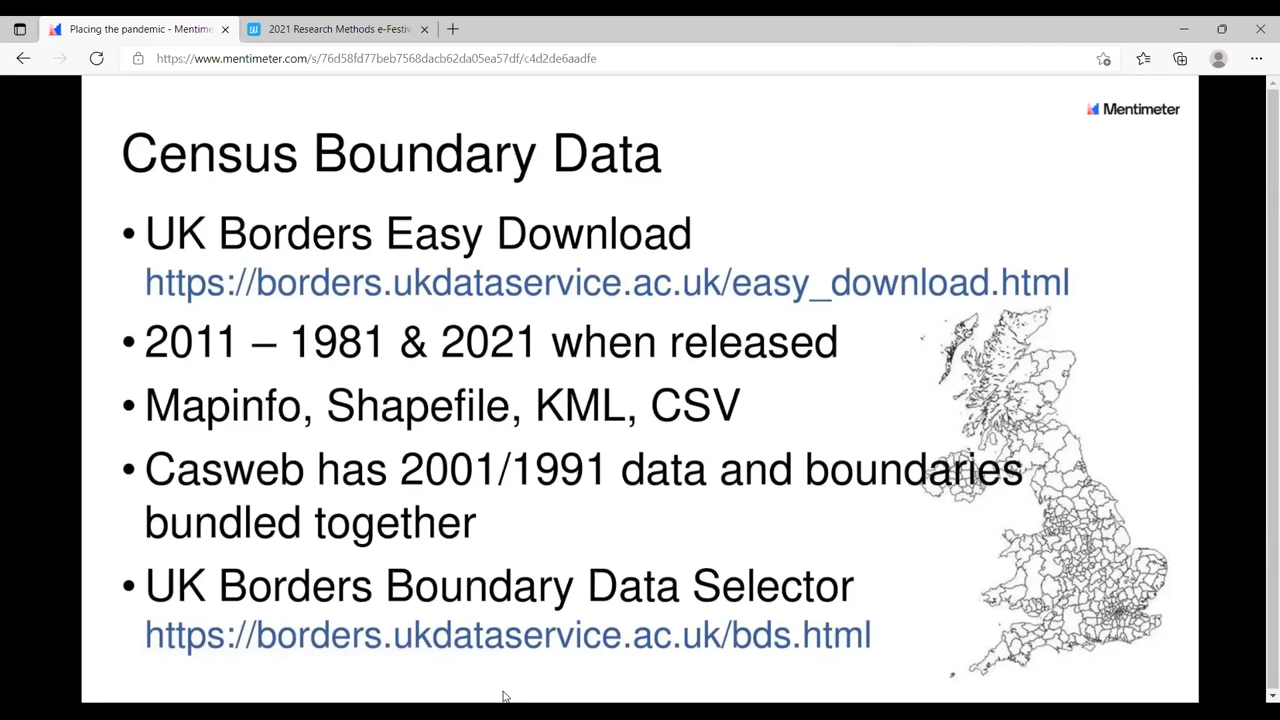 Placing the pandemic - Mentime
2021 Research Methods e-Festiv
https://www.mentimeter.com/s/76d58fd77beb7568dacb62da05ea57df/c4d2de6aadfe
Mentimeter
Census Boundary Data
• UK Borders Easy Download
https://borders.ukdataservice.ac.uk/easy_download.html
• 2011 – 1981 & 2021 when released
• Mapinfo, Shapefile, KML, CSV
• Casweb has 2001/1991 data and boundaries
bundled together
• UK Borders Boundary Data Selector
https://borders.ukdataservice.ac.uk/bds.html